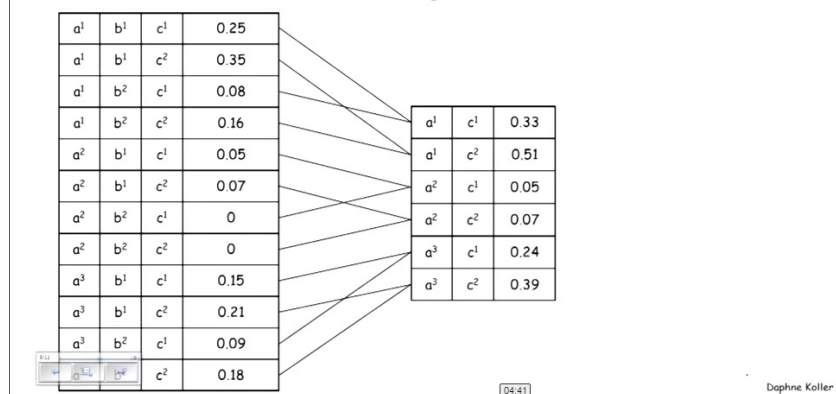 a¹ b¹ c¹ 0.25
a¹ b¹ c² 0.35
a¹ b² c¹ 0.08
a¹ b² c² 0.16
a² b¹ c¹ 0.05
a² b¹ c² 0.07
a² b² c¹ 0
a² b² c² 0
a³ b¹ c¹ 0.15
a³ b¹ c² 0.21
a³ b² c¹ 0.09
c² 0.18
a¹ c¹ 0.33
a¹ c² 0.51
a² c¹ 0.05
a² c² 0.07
a³ c¹ 0.24
a³ c² 0.39
04:41
Daphne Koller